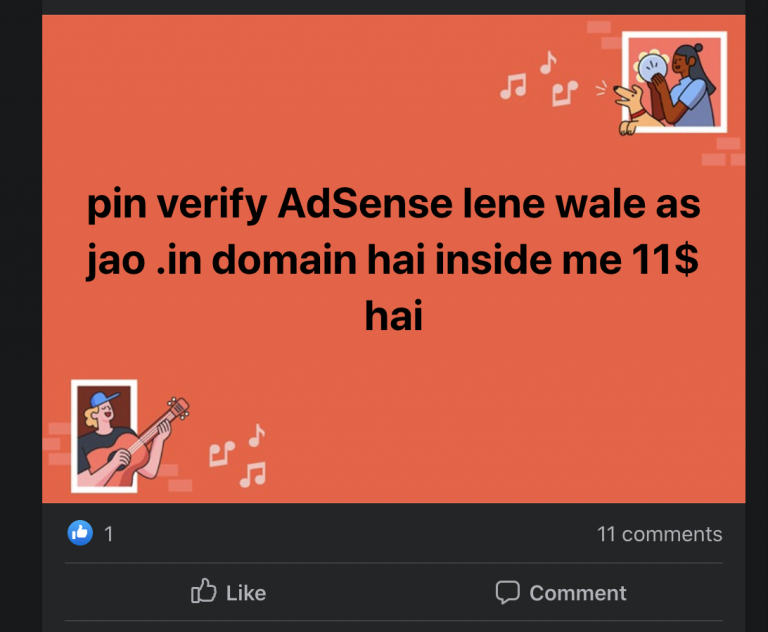 pin verify AdSense lene wale as
jao .in domain hai inside me 11$
hai
1
11 comments
Like
Comment